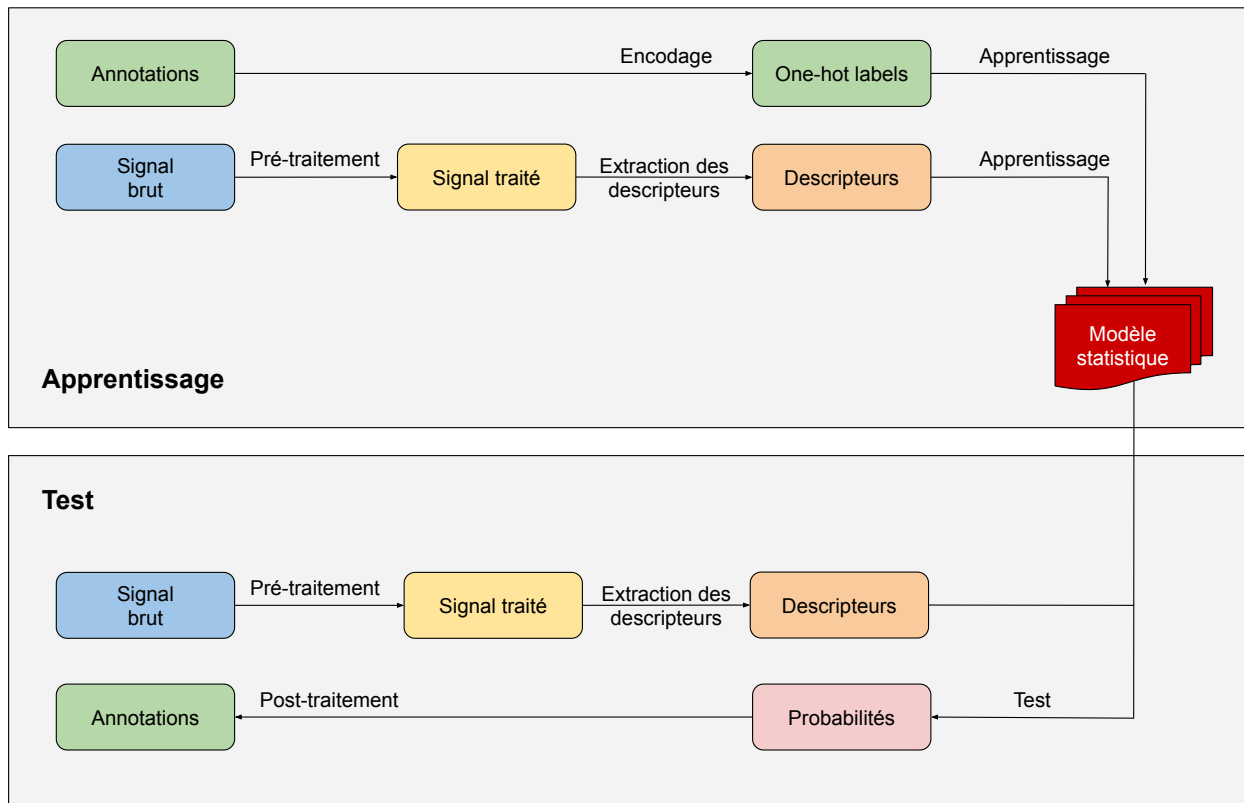 Annotations
Encodage
One-hot labels
Apprentissage
Signal
brut
Pré-traitement
Signal traité
Extraction des
descripteurs
Descripteurs
Apprentissage
Modèle
statistique
Apprentissage
Test
Signal
brut
Pré-traitement
Signal traité
Extraction des
descripteurs
Descripteurs
Annotations
Post-traitement
Probabilités
Test